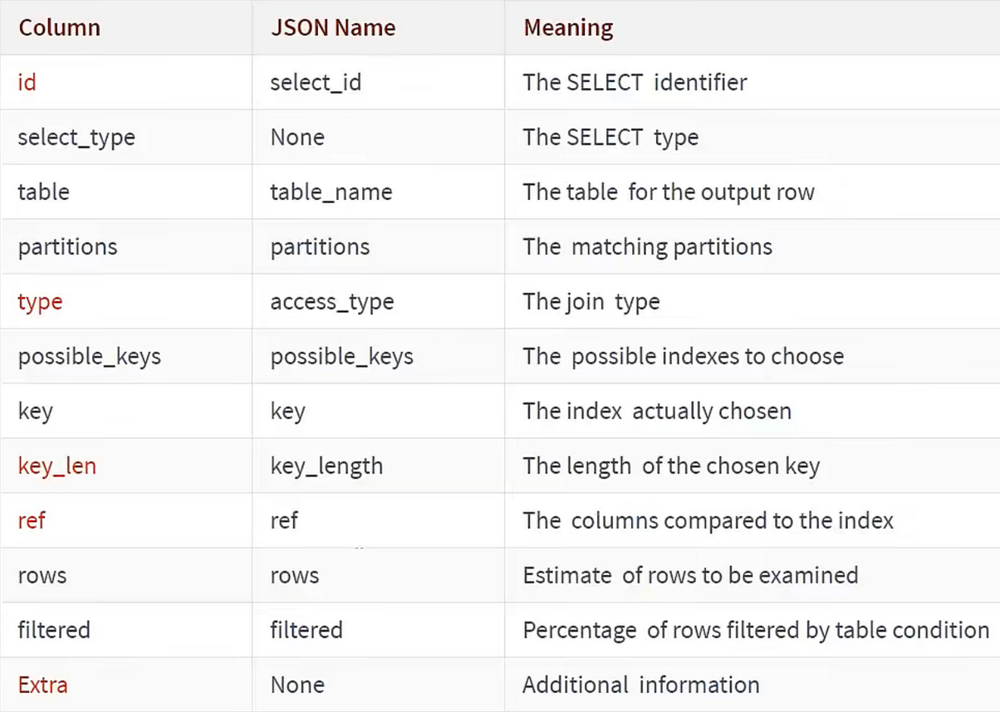 Column JSON Name Meaning
id select_id The SELECT identifier
select_type None The SELECT type
table table_name The table for the output row
partitions partitions The matching partitions
type access_type The join type
possible_keys possible_keys The possible indexes to choose
key key The index actually chosen
key_len key_length The length of the chosen key
ref ref The columns compared to the index
rows rows Estimate of rows to be examined
filtered filtered Percentage of rows filtered by table condition
Extra None Additional information